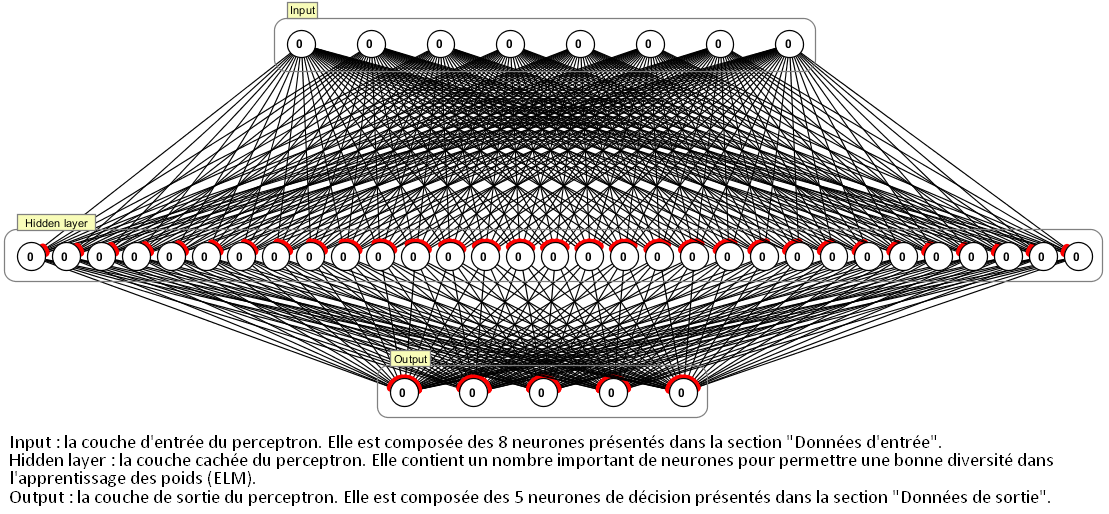 Input
0 0 0 0 0 0 0 0
Hidden layer
0 0 0 0 0 0 0 0 0 0 0 0 0 0 0 0 0 0 0 0 0 0 0 0 0 0 0 0 0 0 0
Output
0 0 0 0 0
Input : la couche d'entrée du perceptron. Elle est composée des 8 neurones présentés dans la section "Données d'entrée".
Hidden layer : la couche cachée du perceptron. Elle contient un nombre important de neurones pour permettre une bonne diversité dans
l'apprentissage des poids (ELM).
Output : la couche de sortie du perceptron. Elle est composée des 5 neurones de décision présentés dans la section "Données de sortie".